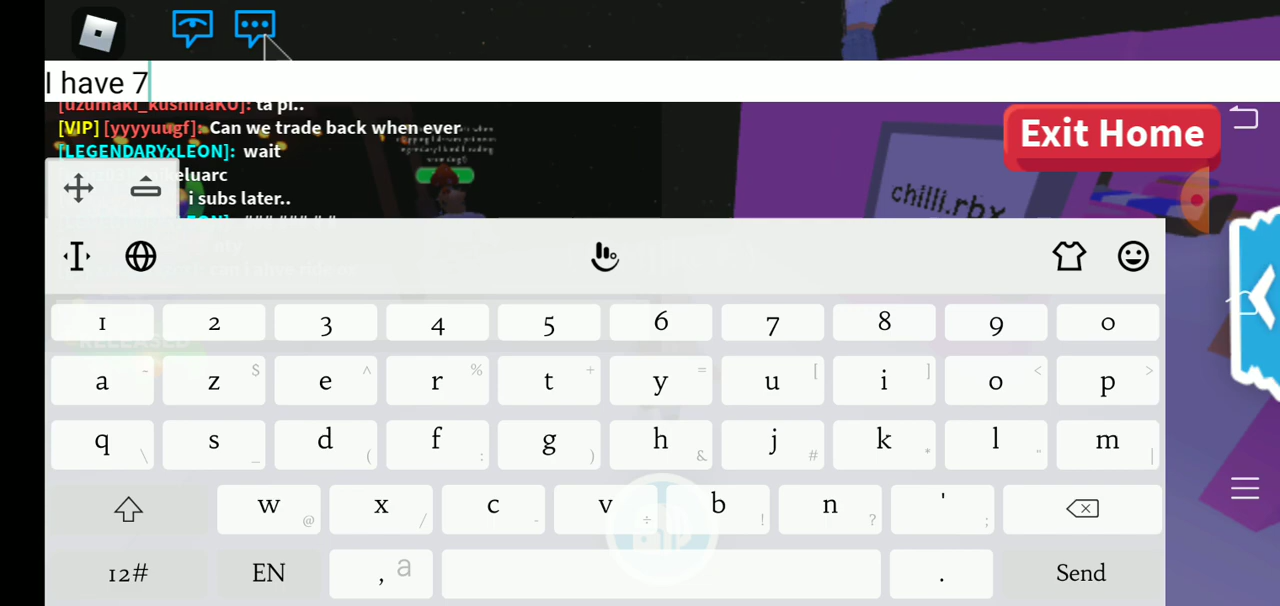 I have 7
[uzumaki_kushinaKU]: ta pl..
[VIP] [yyyyuugf]: Can we trade back when ever
[LEGENDARYxLEON]: wait
i subs later..
Exit Home
chilli.rbx
RELEASED
1 2 3 4 5 6 7 8 9 0
a - z $ e ^ r % t + y = u [ i ] o < p >
q \ s _ d ( f : g ) h & j # k * l " m |
w @ x / c - v ÷ b ! n ? ' ;
12# EN , a . Send